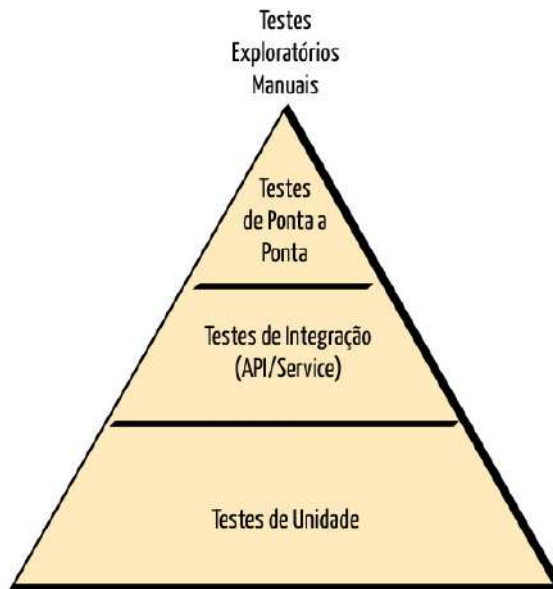 Testes
Exploratórios
Manuais
Testes
de Ponta a
Ponta
Testes de Integração
(API/Service)
Testes de Unidade